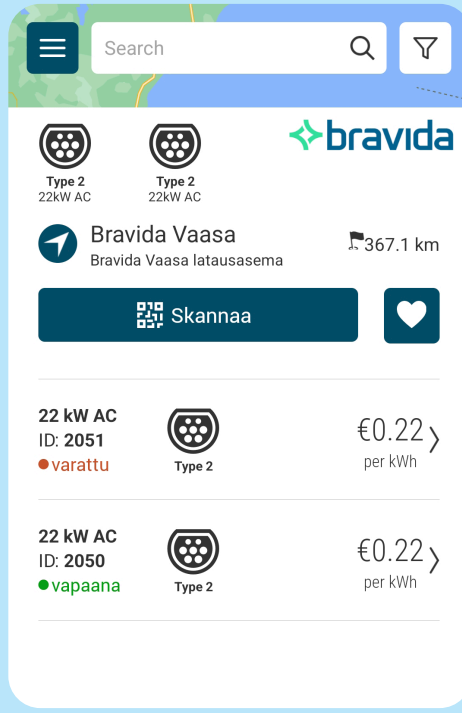 Search
bravida
Type 2
22kW AC
Type 2
22kW AC
Bravida Vaasa
367.1 km
Bravida Vaasa latausasema
Skannaa
22 kW AC
ID: 2051
varattu
Type 2
€0.22
per kWh
22 kW AC
ID: 2050
vapaana
Type 2
€0.22
per kWh